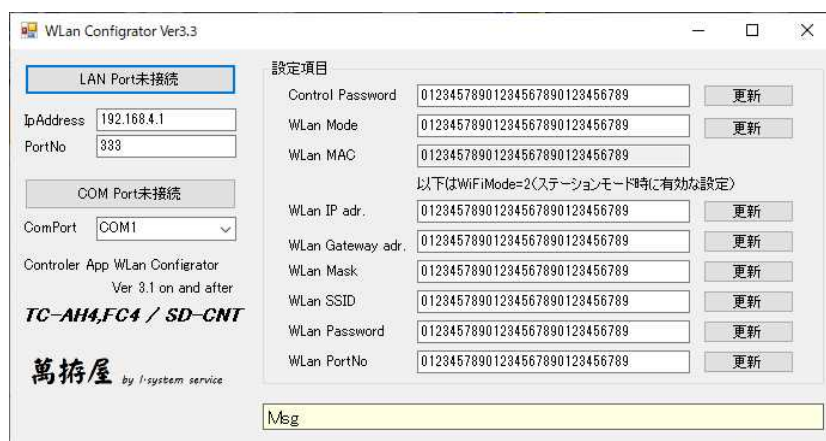 WLan Configrator Ver3.3
LAN Port未接続
IpAddress 192.168.4.1
PortNo 333
COM Port未接続
ComPort COM1
Controler App WLan Configrator
Ver 3.1 on and after
TC-AH4,FC4 / SD-CNT
萬揃屋 by I-system service
設定項目
Control Password 01234578901234567890123456789 更新
WLan Mode 01234578901234567890123456789 更新
WLan MAC 01234578901234567890123456789
以下はWiFiMode=2(ステーションモード時に有効な設定)
WLan IP adr. 01234578901234567890123456789 更新
WLan Gateway adr. 01234578901234567890123456789 更新
WLan Mask 01234578901234567890123456789 更新
WLan SSID 01234578901234567890123456789 更新
WLan Password 01234578901234567890123456789 更新
WLan PortNo 01234578901234567890123456789 更新
Msg